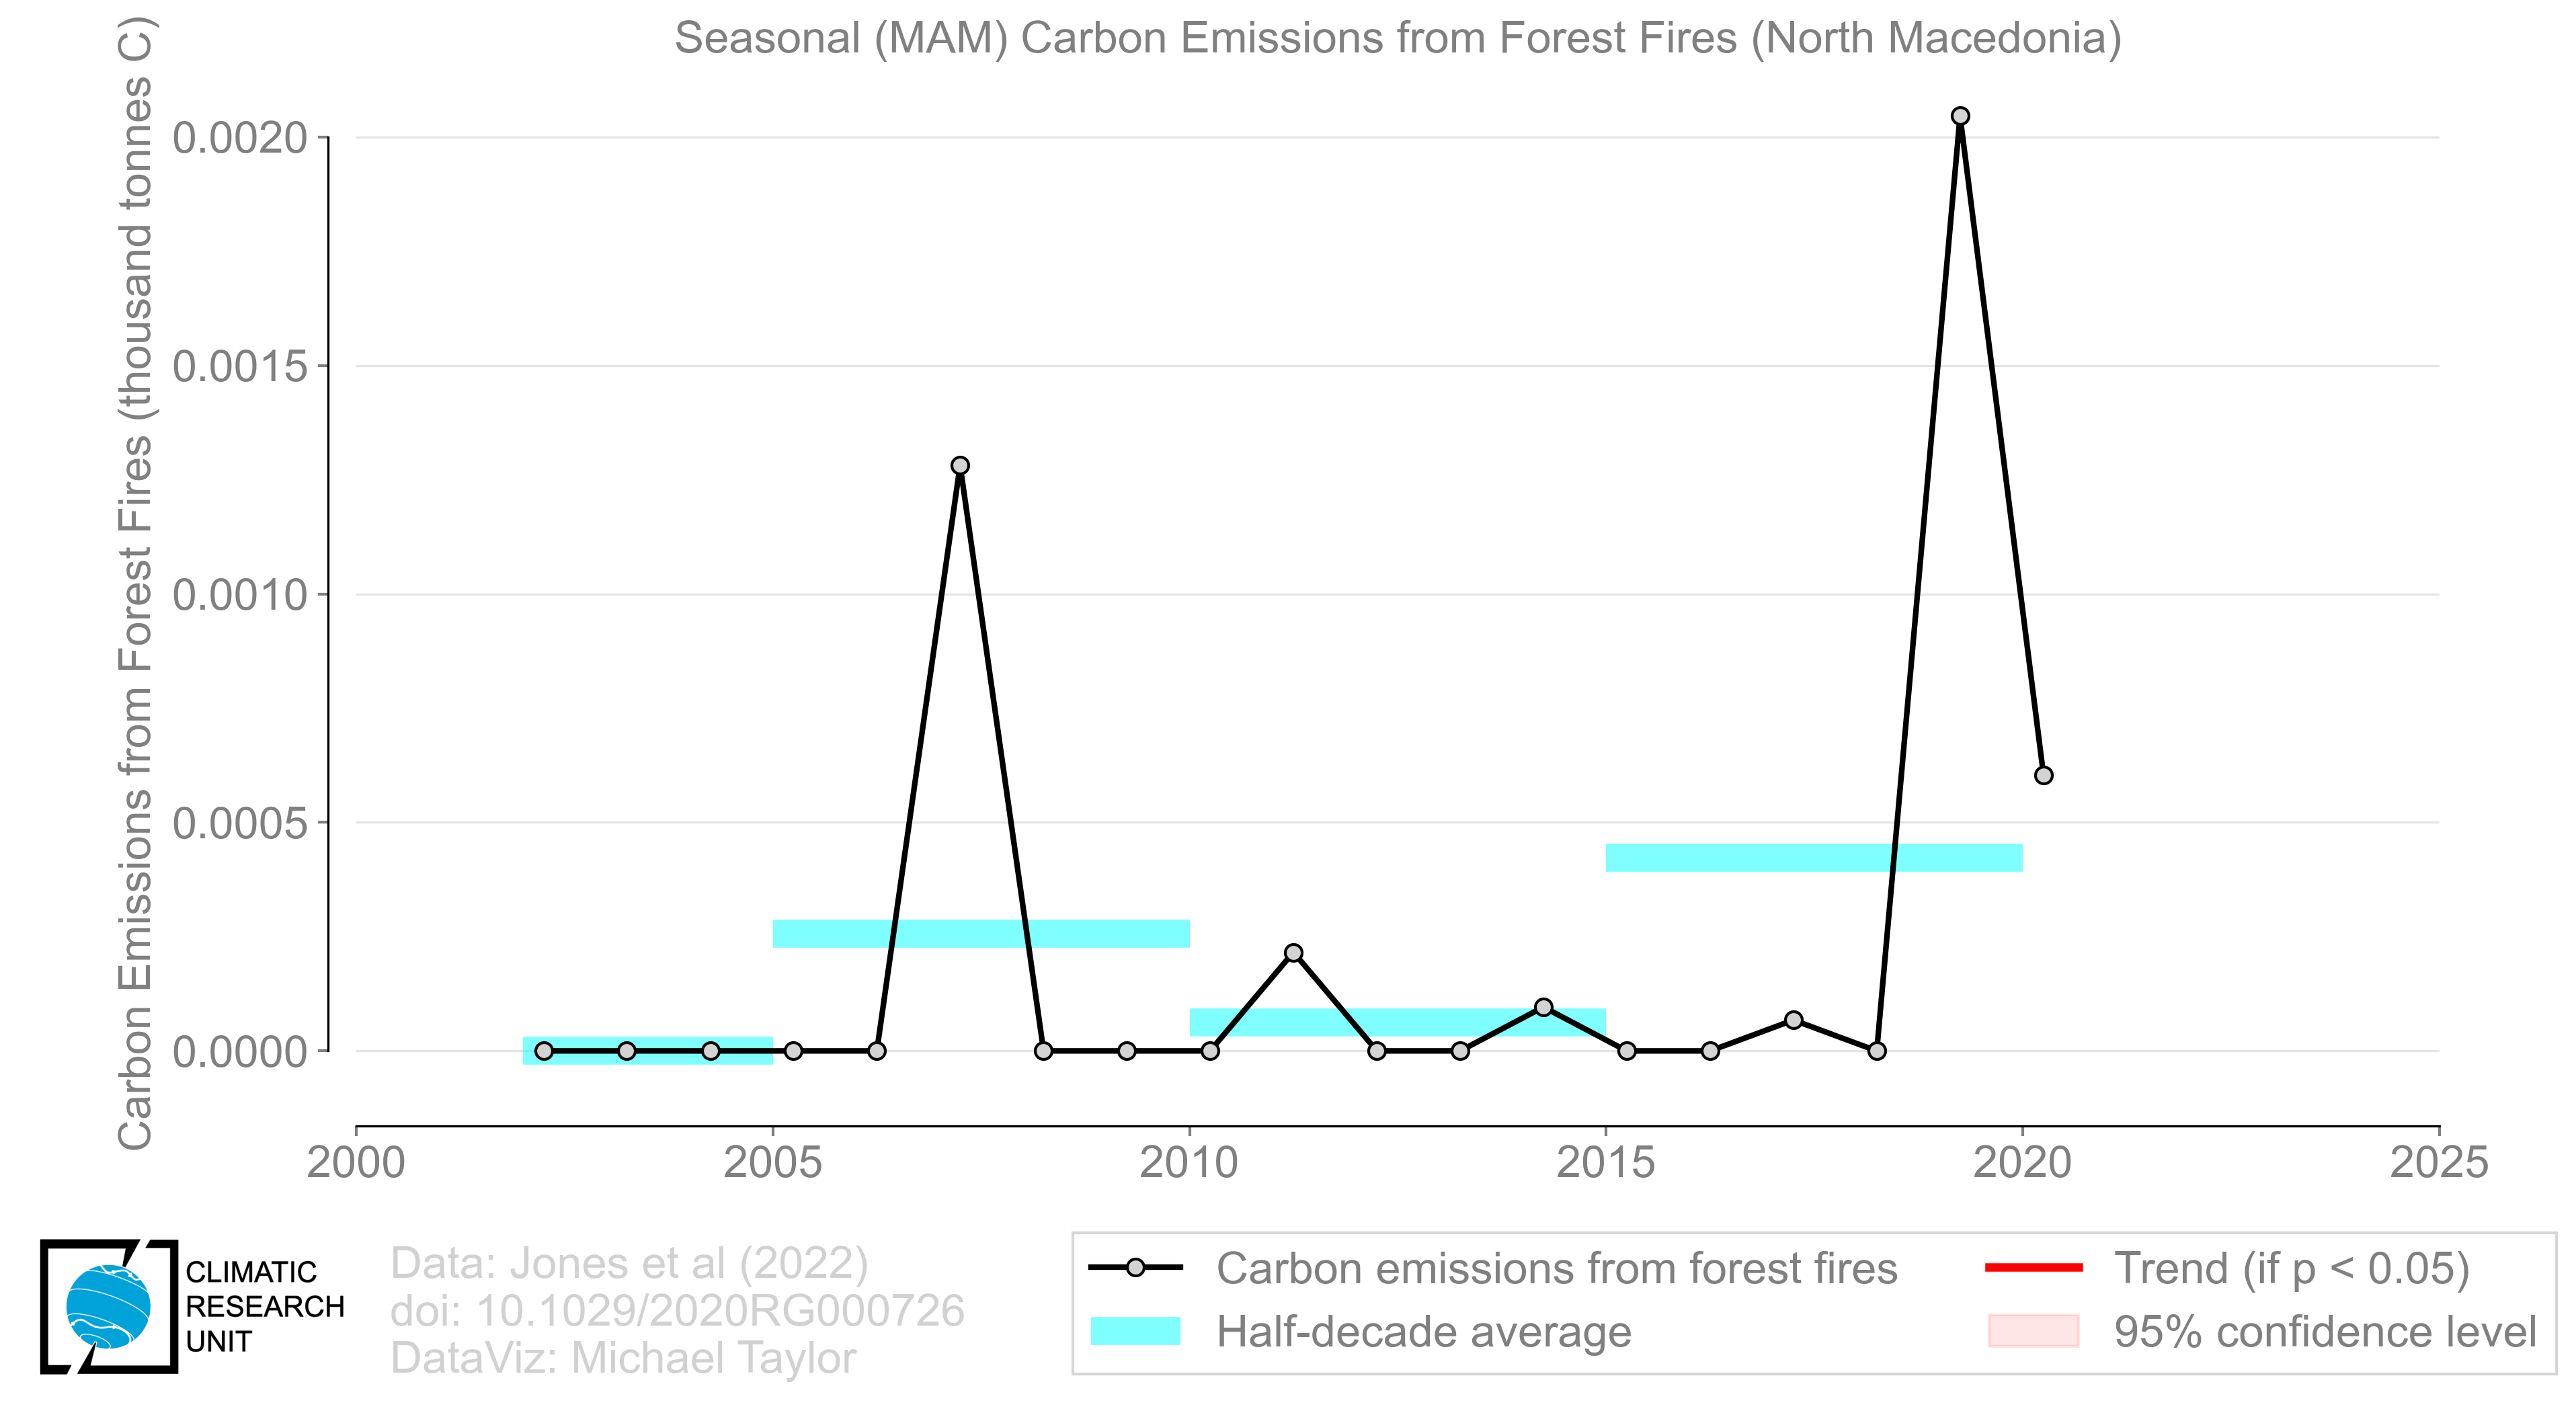 Seasonal (MAM) Carbon Emissions from Forest Fires (North Macedonia)
Carbon Emissions from Forest Fires (thousand tonnes C)
0.0020
0.0015
0.0010
0.0005
0.0000
2000 2005 2010 2015 2020 2025
CLIMATIC
RESEARCH
UNIT
Data: Jones et al (2022)
doi: 10.1029/2020RG000726
DataViz: Michael Taylor
Carbon emissions from forest fires
Half-decade average
Trend (if p < 0.05)
95% confidence level